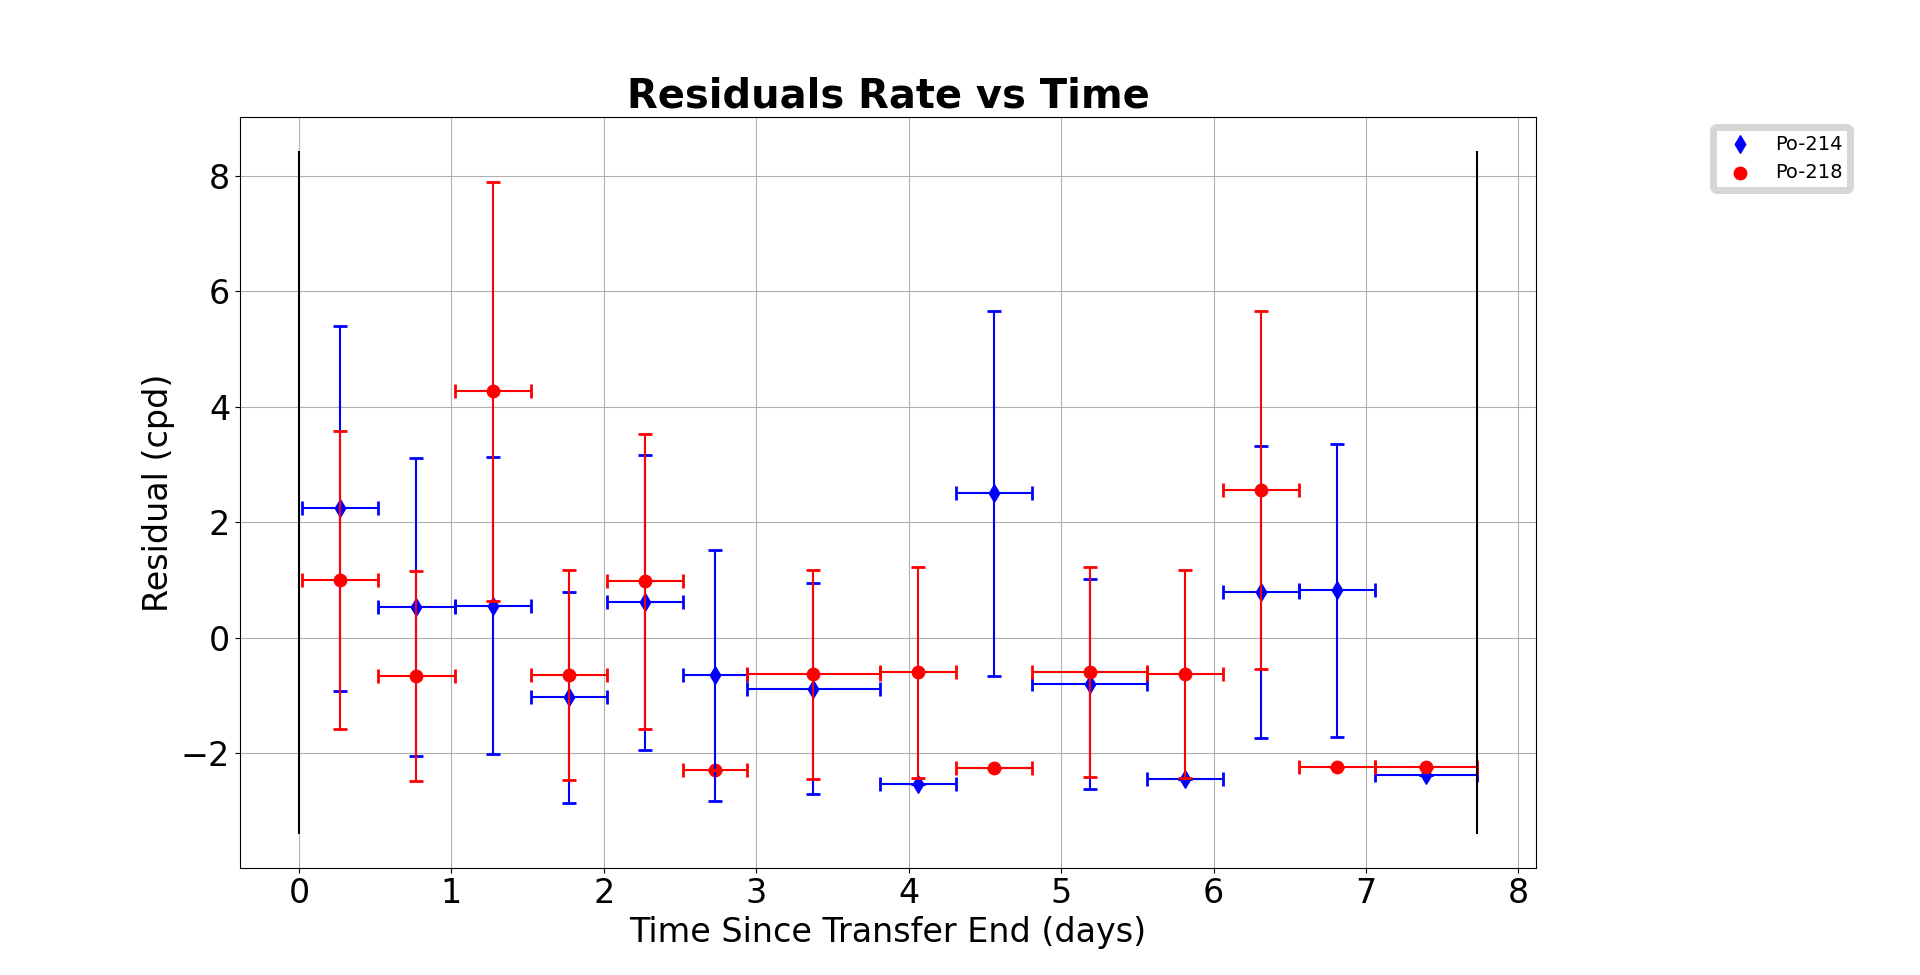 Residuals Rate vs Time
Po-214
Po-218
8
6
4
2
0
−2
Residual (cpd)
0 1 2 3 4 5 6 7 8
Time Since Transfer End (days)